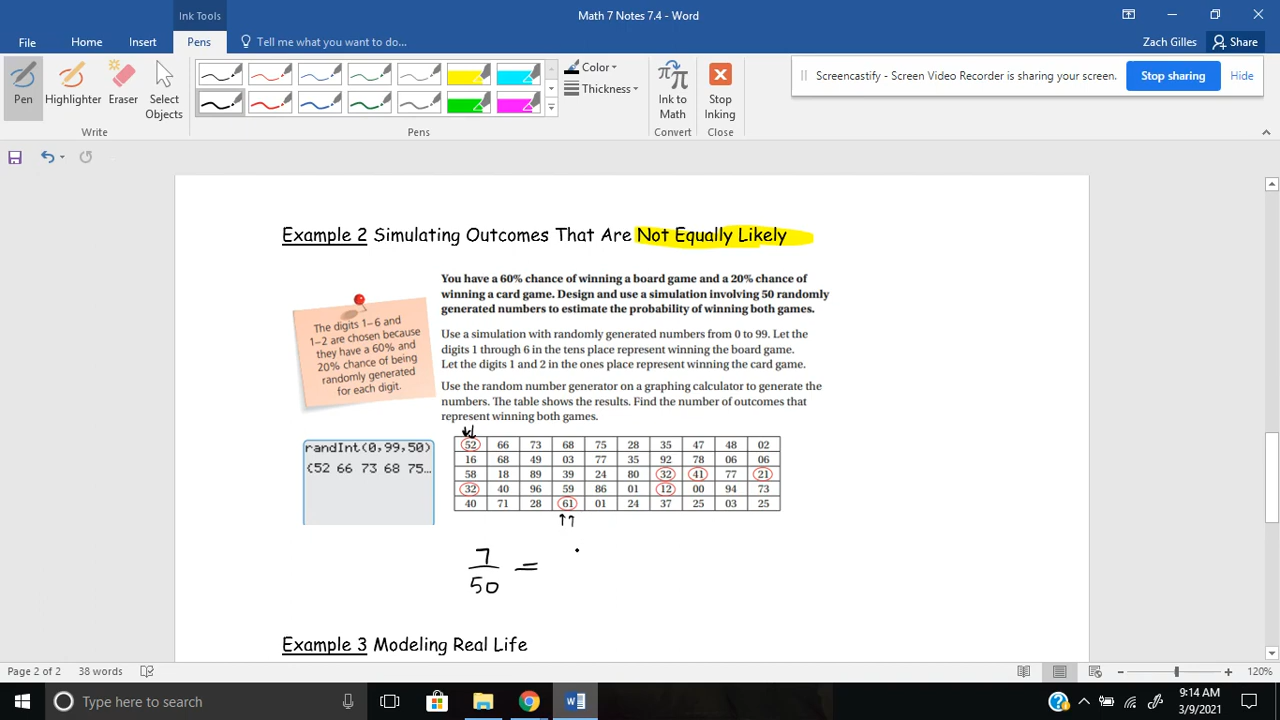 Ink Tools
Math 7 Notes 7.4 - Word
File
Home
Insert
Pens
Tell me what you want to do...
Zach Gilles
Share
Pen
Highlighter
Eraser
Select Objects
Write
Pens
Color
Thickness
Ink to Math
Convert
Stop Inking
Close
Screencastify - Screen Video Recorder is sharing your screen.
Stop sharing
Hide
Example 2 Simulating Outcomes That Are Not Equally Likely
The digits 1–6 and
1–2 are chosen because
they have a 60% and
20% chance of being
randomly generated
for each digit.
You have a 60% chance of winning a board game and a 20% chance of
winning a card game. Design and use a simulation involving 50 randomly
generated numbers to estimate the probability of winning both games.
Use a simulation with randomly generated numbers from 0 to 99. Let the
digits 1 through 6 in the tens place represent winning the board game.
Let the digits 1 and 2 in the ones place represent winning the card game.
Use the random number generator on a graphing calculator to generate the
numbers. The table shows the results. Find the number of outcomes that
represent winning both games.
randInt(0,99,50)
{52 66 73 68 75…
52 66 73 68 75 28 35 47 48 02
16 68 49 03 77 35 92 78 06 06
58 18 89 39 24 80 32 41 77 21
32 40 96 59 86 01 12 00 94 73
40 71 28 61 01 24 37 25 03 25
7
50 =
Example 3 Modeling Real Life
Page 2 of 2
38 words
120%
Type here to search
9:14 AM
3/9/2021